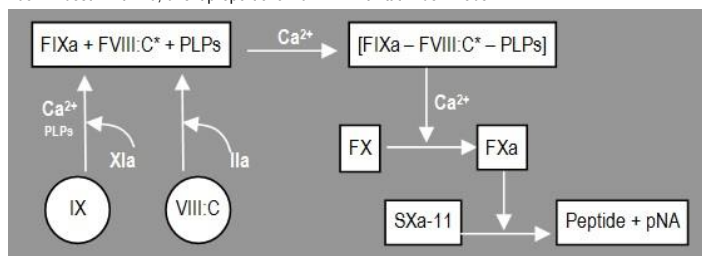 FIXa + FVIII:C* + PLPs
Ca²⁺
[FIXa – FVIII:C* – PLPs]
Ca²⁺
PLPs
XIa
IIa
Ca²⁺
FX
FXa
IX
VIII:C
SXa-11
Peptide + pNA